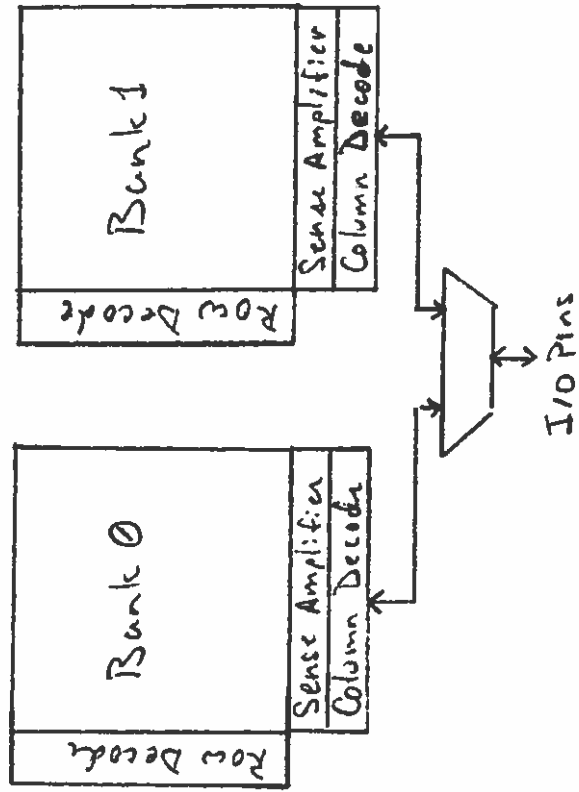 Row Decode
Bank 0
Sense Amplifier
Column Decode
Row Decode
Bank 1
Sense Amplifier
Column Decode
I/O Pins